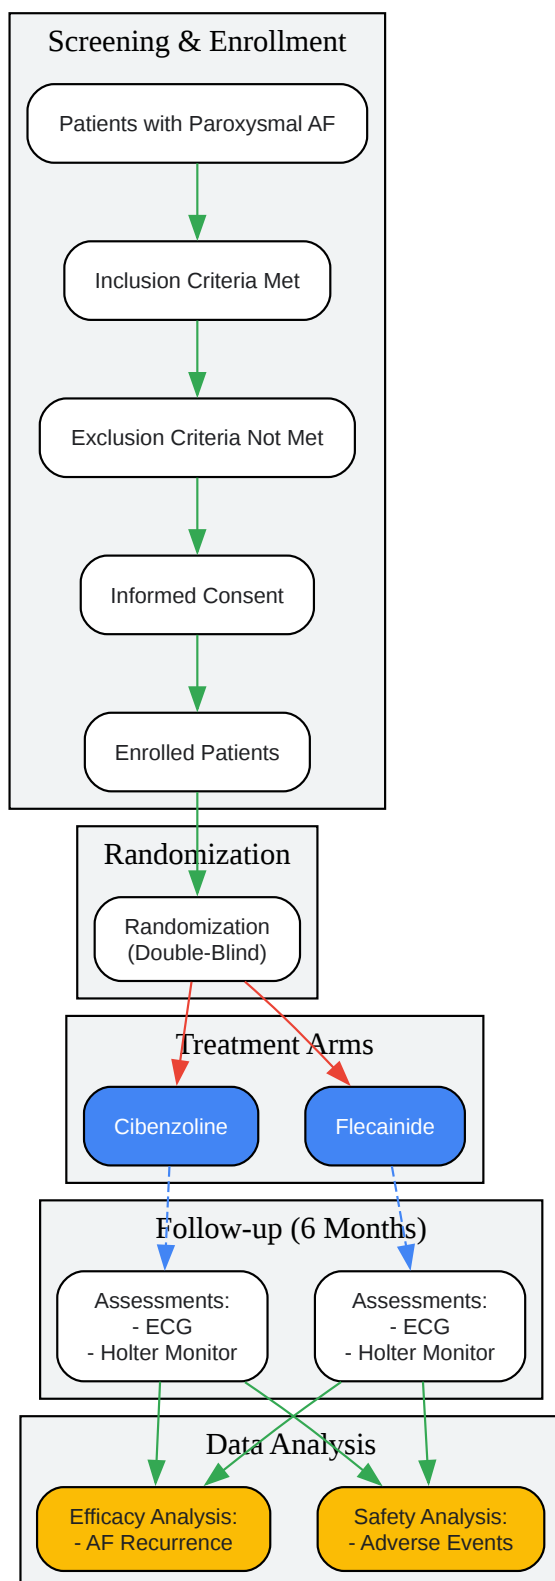 Screening & Enrollment
Patients with Paroxysmal AF
Inclusion Criteria Met
Exclusion Criteria Not Met
Informed Consent
Enrolled Patients
Randomization
Randomization
(Double-Blind)
Treatment Arms
Cibenzoline
Flecainide
Follow-up (6 Months)
Assessments:
- ECG
- Holter Monitor
Assessments:
- ECG
- Holter Monitor
Data Analysis
Efficacy Analysis:
- AF Recurrence
Safety Analysis:
- Adverse Events